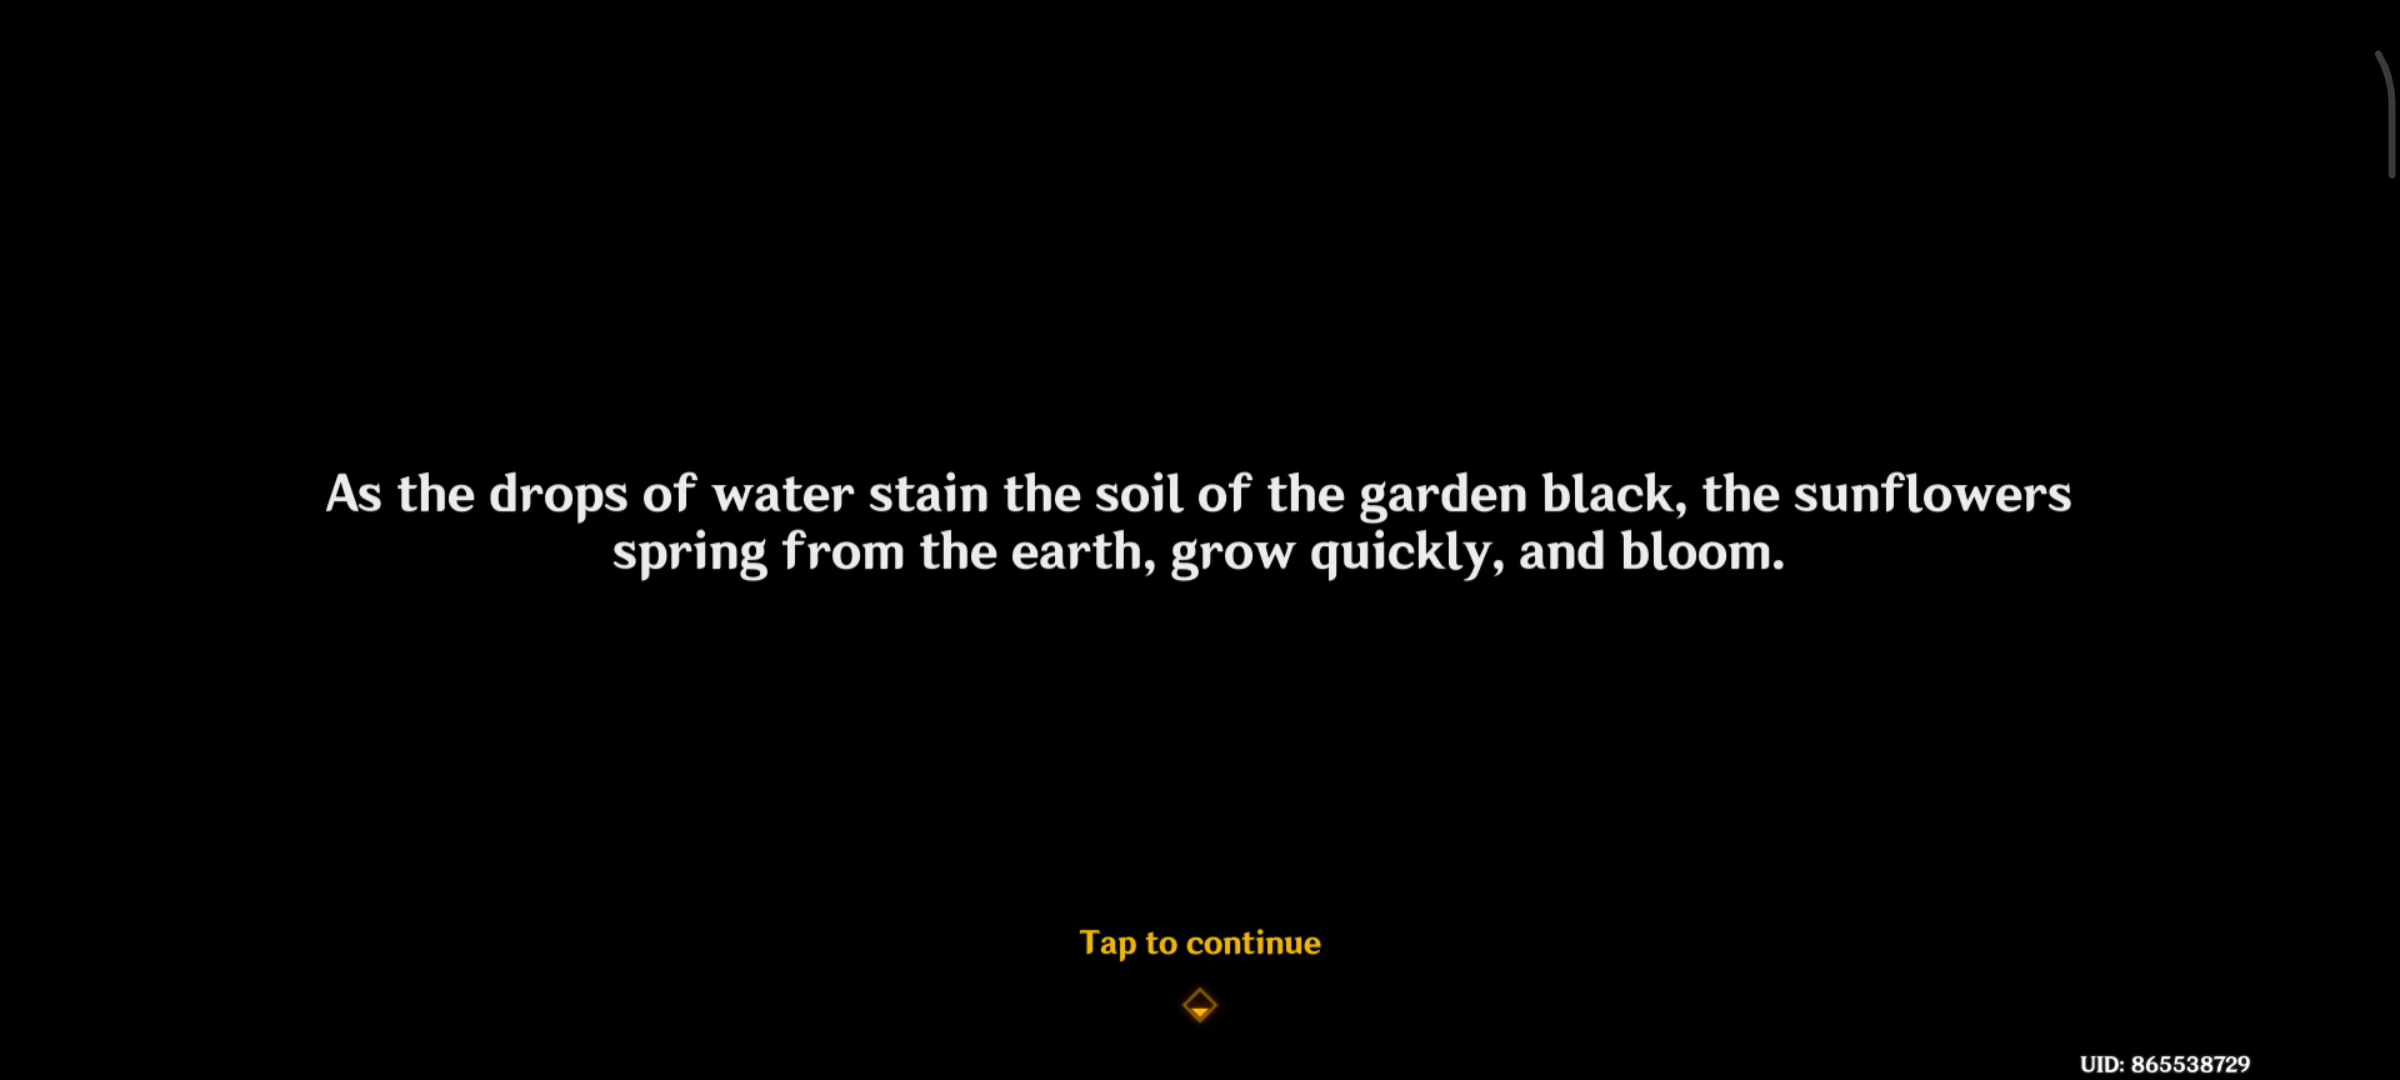 As the drops of water stain the soil of the garden black, the sunflowers
spring from the earth, grow quickly, and bloom.
Tap to continue
UID: 865538729